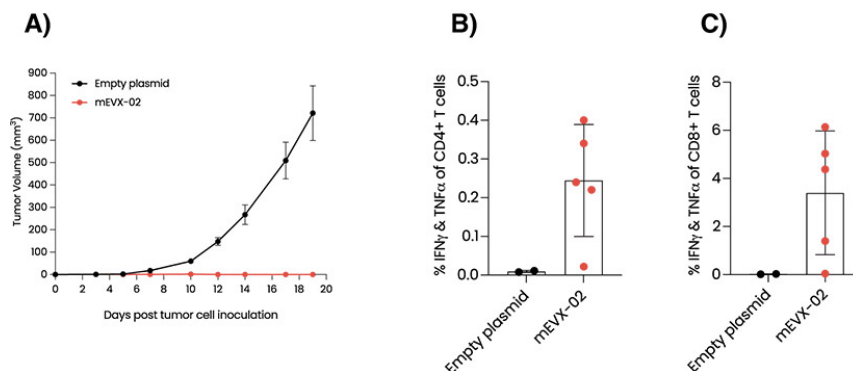 A)
B)
C)
Empty plasmid
mEVX-02
Tumor Volume (mm³)
900
800
700
600
500
400
300
200
100
0
0 2 4 6 8 10 12 14 16 18 20
Days post tumor cell inoculation
% IFNγ & TNFα of CD4+ T cells
0.5
0.4
0.3
0.2
0.1
0.0
Empty plasmid
mEVX-02
% IFNγ & TNFα of CD8+ T cells
8
6
4
2
0
Empty plasmid
mEVX-02